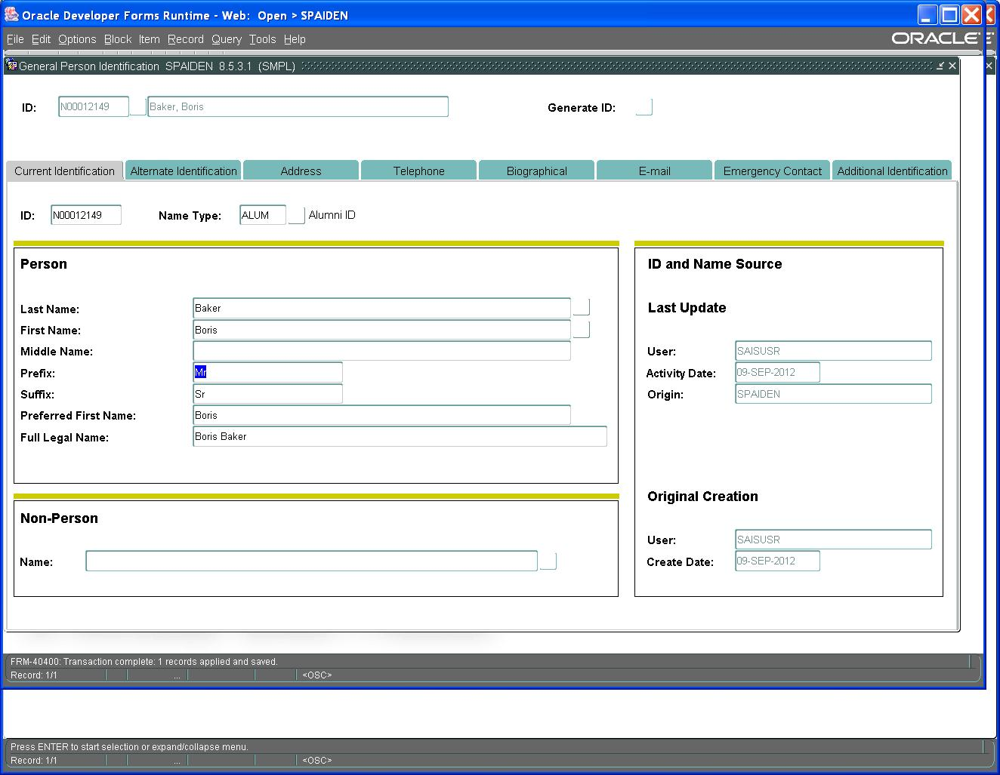 Oracle Developer Forms Runtime - Web: Open > SPAIDEN
File Edit Options Block Item Record Query Tools Help
ORACLE
General Person Identification SPAIDEN 8.5.3.1 (SMPL)
ID: N00012149 Baker, Boris Generate ID:
Current Identification Alternate Identification Address Telephone Biographical E-mail Emergency Contact Additional Identification
ID: N00012149 Name Type: ALUM Alumni ID
Person
Last Name: Baker
First Name: Boris
Middle Name:
Prefix: Mr
Suffix: Sr
Preferred First Name: Boris
Full Legal Name: Boris Baker
Non-Person
Name:
ID and Name Source
Last Update
User: SAISUSR
Activity Date: 09-SEP-2012
Origin: SPAIDEN
Original Creation
User: SAISUSR
Create Date: 09-SEP-2012
FRM-40400: Transaction complete: 1 records applied and saved.
Record: 1/1 ... <OSC>
Press ENTER to start selection or expand/collapse menu.
Record: 1/1 ... <OSC>